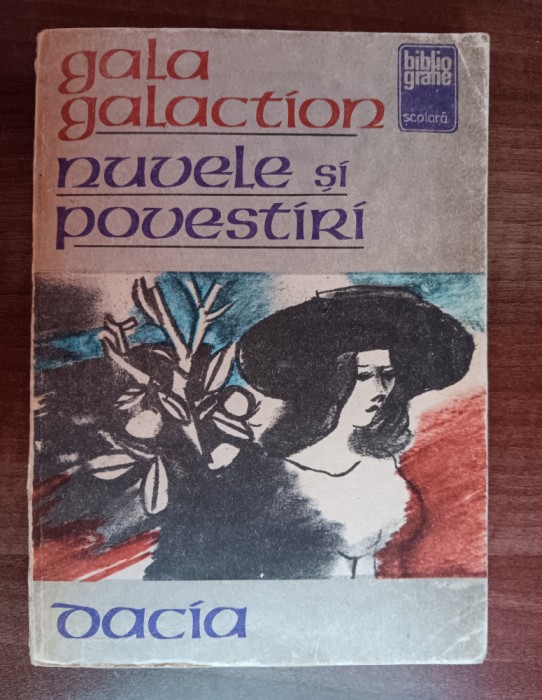 gala
galaction
biblio
grafie
școlară
nuvele și
povestiri
dacia